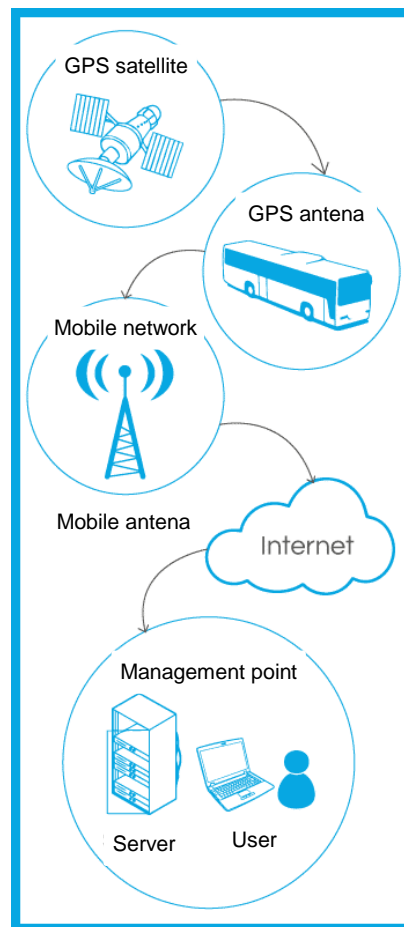 GPS satellite
GPS antena
Mobile network
Mobile antena
Internet
Management point
Server
User